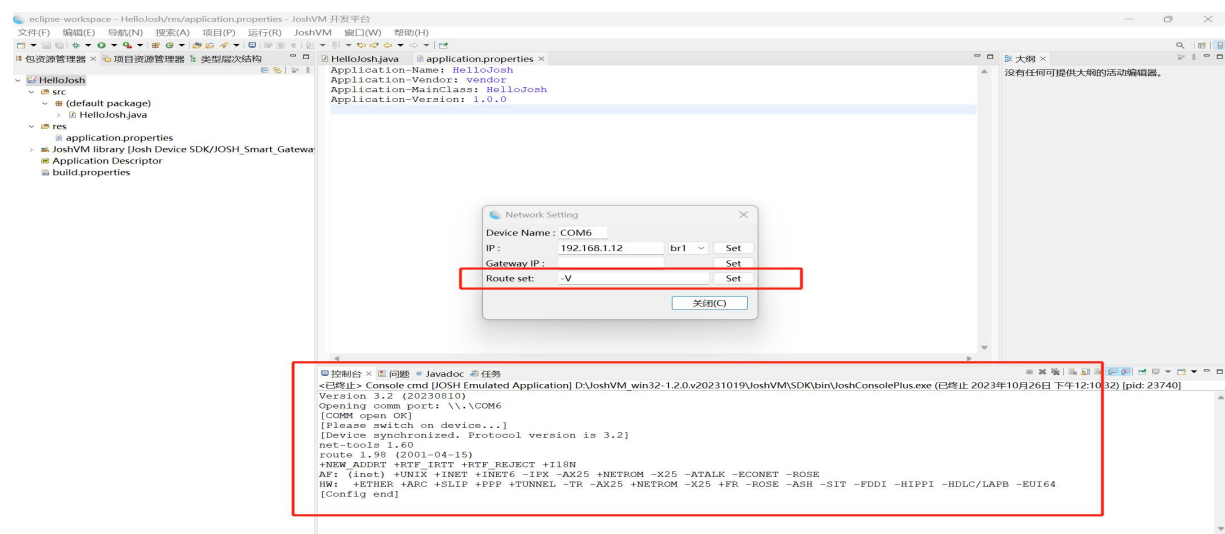 eclipse-workspace - HelloJosh/res/application.properties - JoshVM 开发平台
文件(F) 编辑(E) 导航(N) 搜索(A) 项目(P) 运行(R) JoshVM 窗口(W) 帮助(H)
包资源管理器 × 项目资源管理器 类型层次结构
HelloJosh
src
(default package)
HelloJosh.java
res
application.properties
JoshVM library [Josh Device SDK/JOSH_Smart_Gateway
Application Descriptor
build.properties
HelloJosh.java application.properties ×
Application-Name: HelloJosh
Application-Vendor: vendor
Application-MainClass: HelloJosh
Application-Version: 1.0.0
大纲 ×
没有任何可提供大纲的活动编辑器。
Network Setting
Device Name : COM6
IP : 192.168.1.12 br1 Set
Gateway IP : Set
Route set: -V Set
关闭(C)
控制台 × 问题 Javadoc 任务
<已终止> Console cmd [JOSH Emulated Application] D:\JoshVM_win32-1.2.0.v20231019\JoshVM\SDK\bin\JoshConsolePlus.exe (已终止 2023年10月26日 下午12:10:32) [pid: 23740]
Version 3.2 (20230810)
Opening comm port: \\.\COM6
[COMM open OK]
[Please switch on device...]
[Device synchronized. Protocol version is 3.2]
net-tools 1.60
route 1.98 (2001-04-15)
+NEW_ADDRT +RTF_IRTT +RTF_REJECT +I18N
AF: (inet) +UNIX +INET +INET6 -IPX -AX25 +NETROM -X25 -ATALK -ECONET -ROSE
HW: +ETHER +ARC +SLIP +PPP +TUNNEL -TR -AX25 +NETROM -X25 +FR -ROSE -ASH -SIT -FDDI -HIPPI -HDLC/LAPB -EUI64
[Config end]